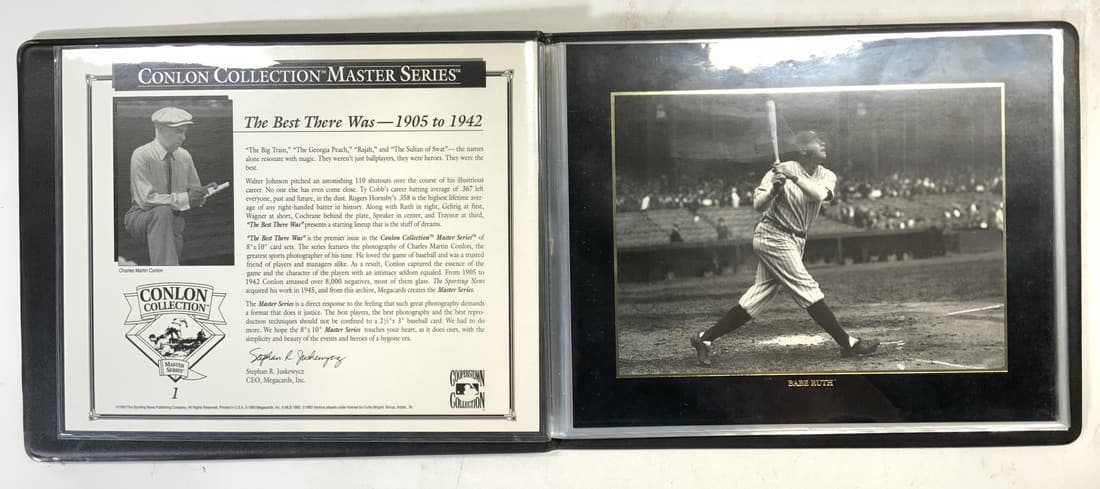 CONLON COLLECTION™ MASTER SERIES™
The Best There Was — 1905 to 1942
"The Big Train," "The Georgia Peach," "Rajah," and "The Sultan of Swat" — the names
alone resonate with magic. They weren't just ballplayers, they were heroes. They were the
best.
Walter Johnson pitched an astonishing 110 shutouts over the course of his illustrious
career. No one else has even come close. Ty Cobb's career batting average of .367 left
everyone, past and future, in the dust. Rogers Hornsby's .358 is the highest lifetime aver-
age of any right-handed batter in history. Along with Ruth in right, Gehrig at first,
Wagner at short, Cochrane behind the plate, Speaker in center, and Traynor at third,
"The Best There Was" presents a starting lineup that is the stuff of dreams.
"The Best There Was" is the premier issue in the Conlon Collection™ Master Series™ of
8"x10" card sets. The series features the photography of Charles Martin Conlon, the
greatest sports photographer of his time. He loved the game of baseball and was a trusted
friend of players and managers alike. As a result, Conlon captured the essence of the
game and the character of the players with an intimacy seldom equaled. From 1905 to
1942 Conlon amassed over 8,000 negatives, most of them glass. The Sporting News
acquired his work in 1945, and from this archive, Megacards creates the Master Series.
The Master Series is a direct response to the feeling that such great photography demands
a format that does it justice. The best players, the best photography and the best repro-
duction techniques should not be confined to a 2½"x 3" baseball card. We had to do
more. We hope the 8"x 10" Master Series touches your heart, as it does ours, with the
simplicity and beauty of the events and heroes of a bygone era.
Stephan R. Juskewycz
Stephan R. Juskewycz
CEO, Megacards, Inc.
Charles Martin Conlon
CONLON
COLLECTION™
MASTER
SERIES™
1
COOPERSTOWN
COLLECTION
BABE RUTH™